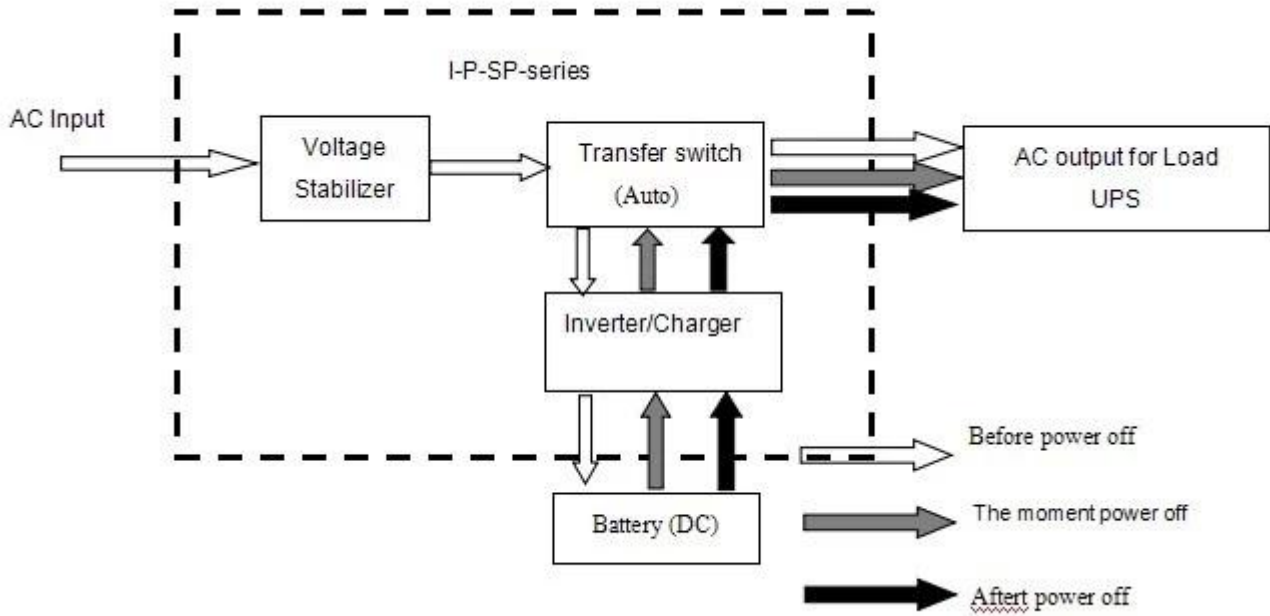 I-P-SP-series
AC Input
Voltage
Stabilizer
Transfer switch
(Auto)
AC output for Load
UPS
Inverter/Charger
Before power off
Battery (DC)
The moment power off
Aftert power off